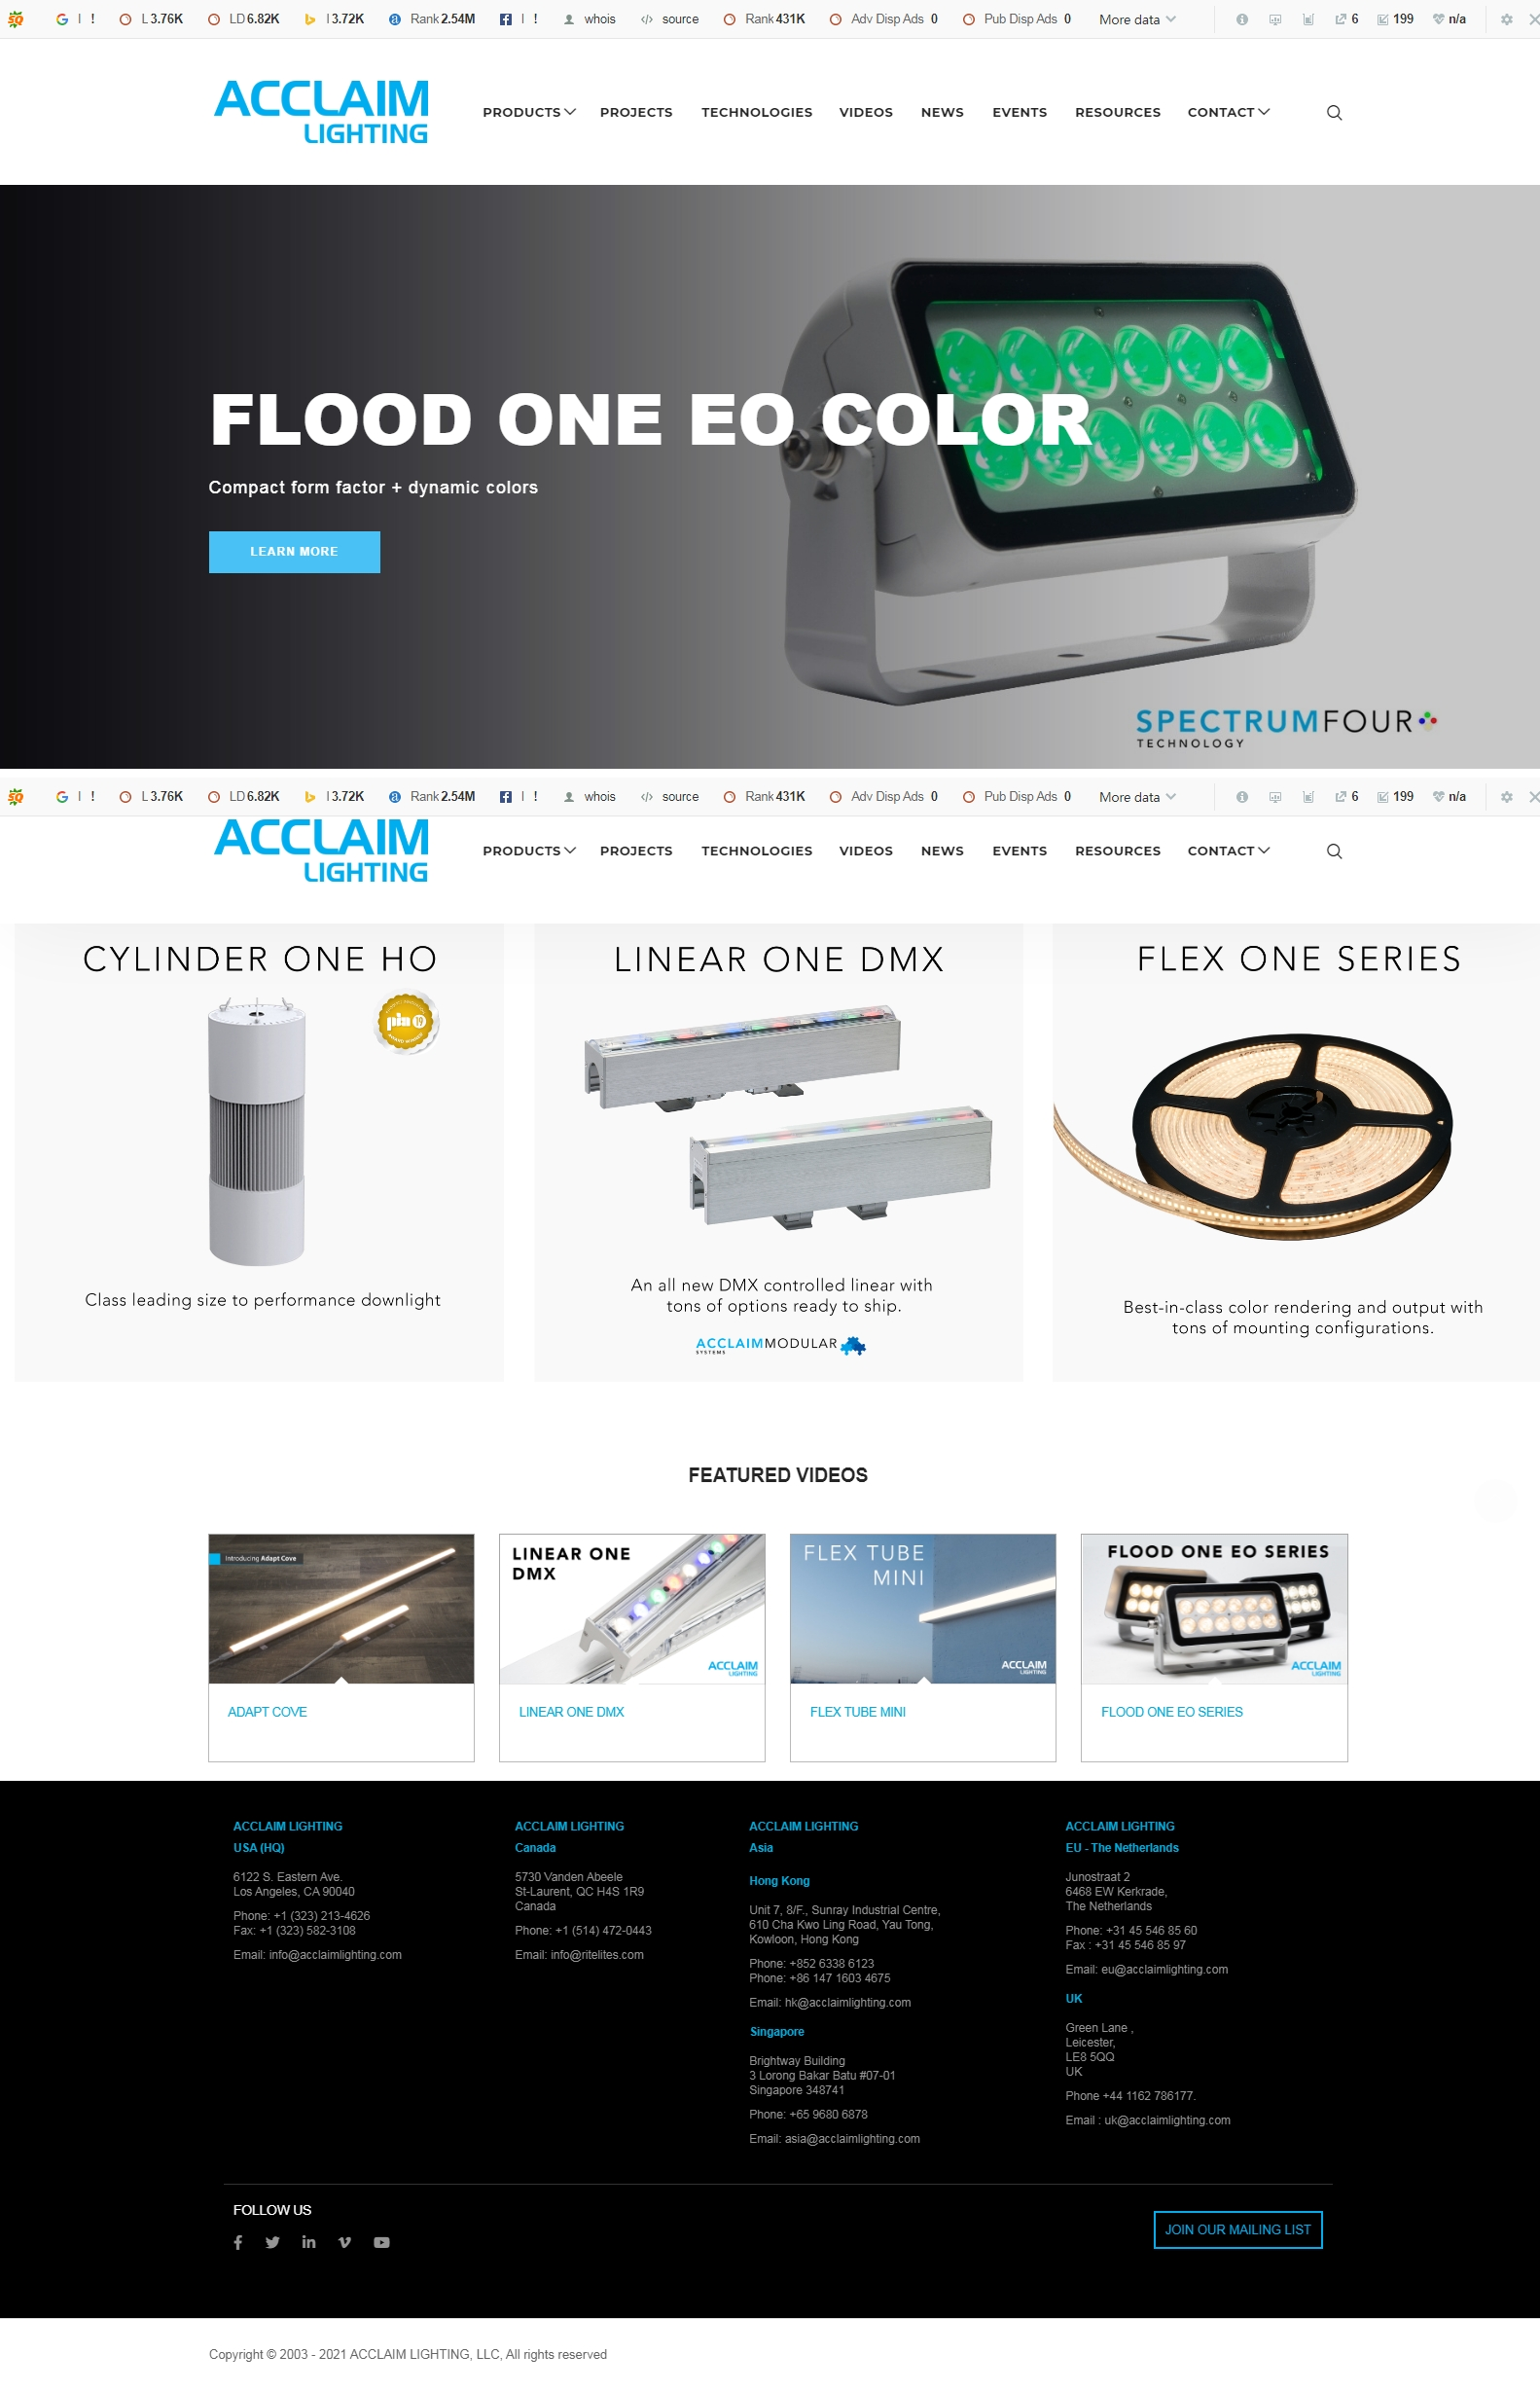 SQ G l ! L 3.76K LD 6.82K l 3.72K a Rank 2.54M l ! whois </> source Rank 431K Adv Disp Ads 0 Pub Disp Ads 0 More data 6 199 n/a
ACCLAIM
LIGHTING
PRODUCTS PROJECTS TECHNOLOGIES VIDEOS NEWS EVENTS RESOURCES CONTACT
FLOOD ONE EO COLOR
Compact form factor + dynamic colors
LEARN MORE
SPECTRUMFOUR
TECHNOLOGY
SQ G l ! L 3.76K LD 6.82K l 3.72K a Rank 2.54M l ! whois </> source Rank 431K Adv Disp Ads 0 Pub Disp Ads 0 More data 6 199 n/a
ACCLAIM
LIGHTING
PRODUCTS PROJECTS TECHNOLOGIES VIDEOS NEWS EVENTS RESOURCES CONTACT
CYLINDER ONE HO
19
Class leading size to performance downlight
LINEAR ONE DMX
An all new DMX controlled linear with
tons of options ready to ship.
ACCLAIMMODULAR
SYSTEMS
FLEX ONE SERIES
Best-in-class color rendering and output with
tons of mounting configurations.
FEATURED VIDEOS
Introducing Adapt Cove
ADAPT COVE
LINEAR ONE
DMX
ACCLAIM
LIGHTING
LINEAR ONE DMX
FLEX TUBE
MINI
ACCLAIM
LIGHTING
FLEX TUBE MINI
FLOOD ONE EO SERIES
ACCLAIM
LIGHTING
FLOOD ONE EO SERIES
ACCLAIM LIGHTING
USA (HQ)
6122 S. Eastern Ave.
Los Angeles, CA 90040
Phone: +1 (323) 213-4626
Fax: +1 (323) 582-3108
Email: info@acclaimlighting.com
ACCLAIM LIGHTING
Canada
5730 Vanden Abeele
St-Laurent, QC H4S 1R9
Canada
Phone: +1 (514) 472-0443
Email: info@ritelites.com
ACCLAIM LIGHTING
Asia
Hong Kong
Unit 7, 8/F., Sunray Industrial Centre,
610 Cha Kwo Ling Road, Yau Tong,
Kowloon, Hong Kong
Phone: +852 6338 6123
Phone: +86 147 1603 4675
Email: hk@acclaimlighting.com
Singapore
Brightway Building
3 Lorong Bakar Batu #07-01
Singapore 348741
Phone: +65 9680 6878
Email: asia@acclaimlighting.com
ACCLAIM LIGHTING
EU - The Netherlands
Junostraat 2
6468 EW Kerkrade,
The Netherlands
Phone: +31 45 546 85 60
Fax : +31 45 546 85 97
Email: eu@acclaimlighting.com
UK
Green Lane ,
Leicester,
LE8 5QQ
UK
Phone +44 1162 786177.
Email : uk@acclaimlighting.com
FOLLOW US
JOIN OUR MAILING LIST
Copyright © 2003 - 2021 ACCLAIM LIGHTING, LLC, All rights reserved